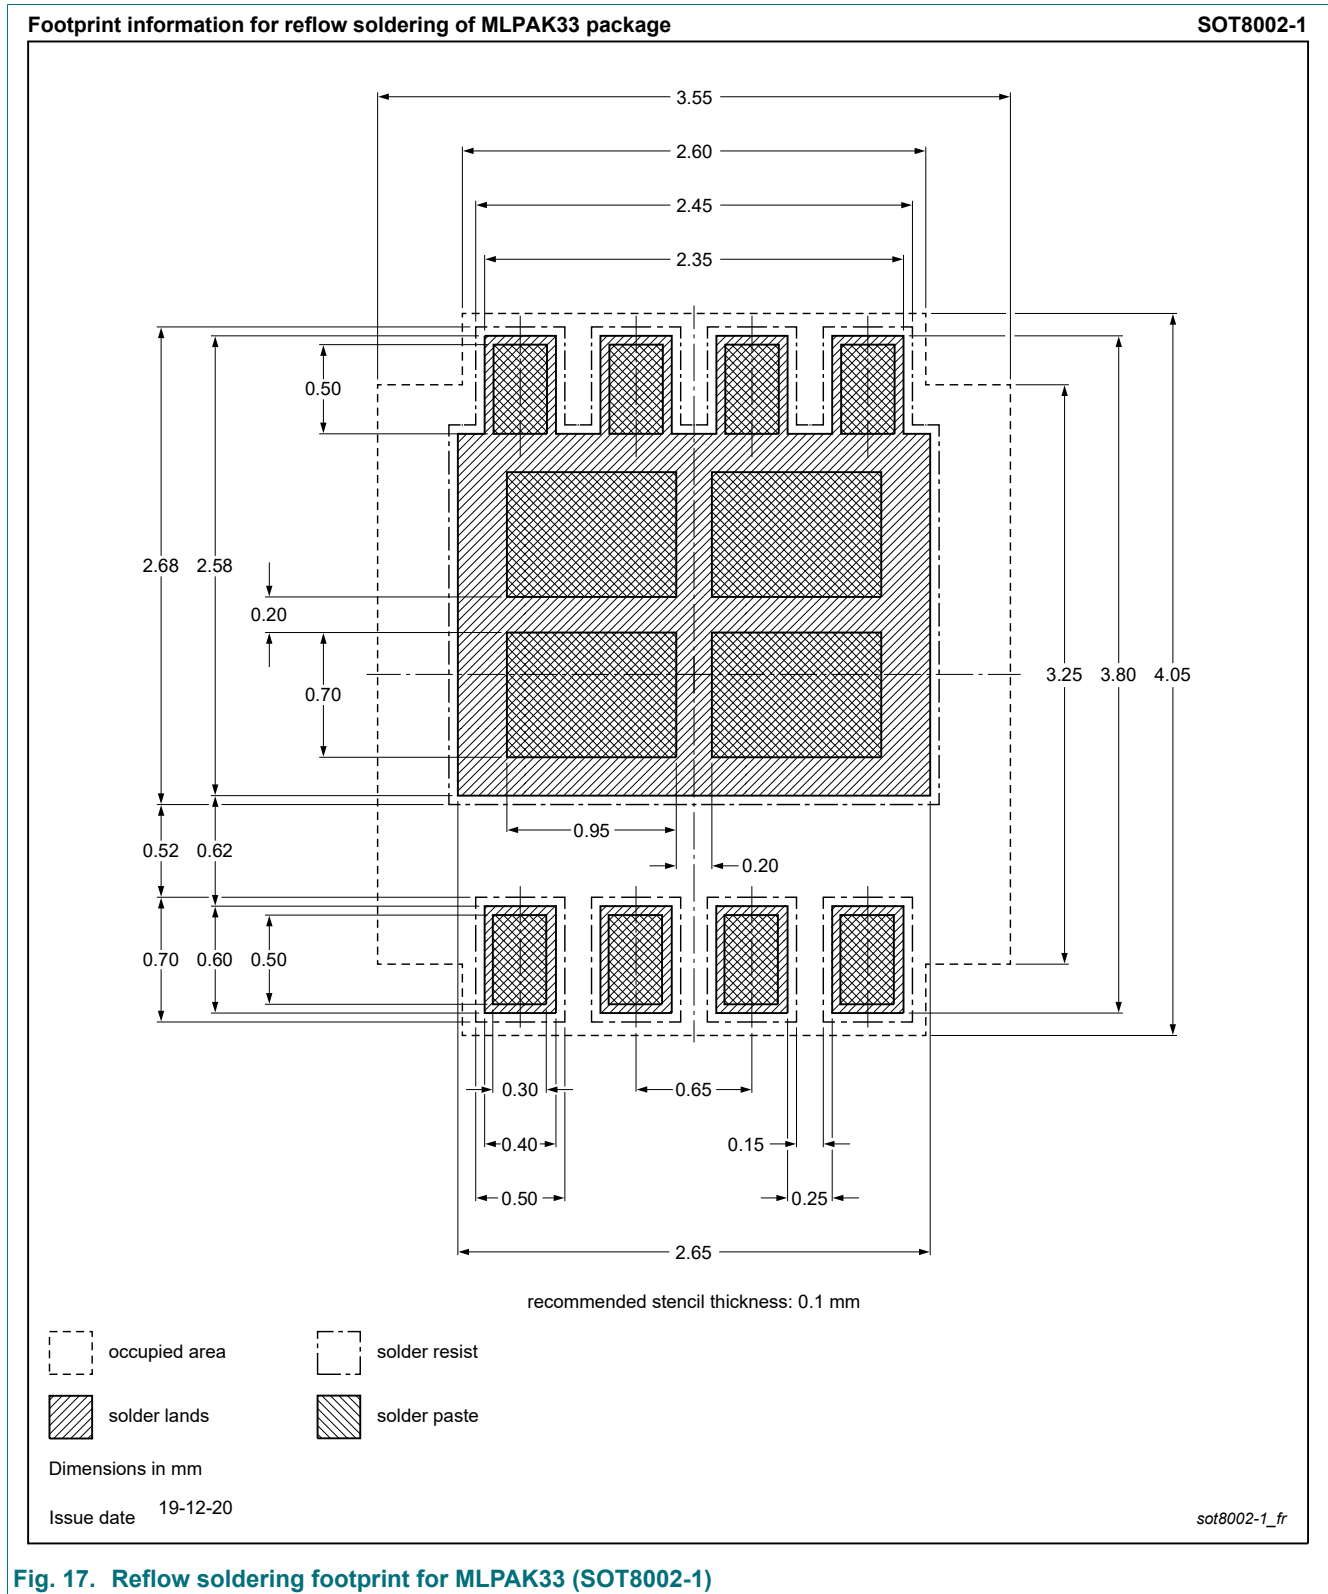 Footprint information for reflow soldering of MLPAK33 package SOT8002-1
3.55
2.60
2.45
2.35
0.50
2.68 2.58
0.20
0.70
3.25 3.80 4.05
0.95
0.52 0.62
0.20
0.70 0.60 0.50
0.30 0.65
0.40 0.15
0.50 0.25
2.65
recommended stencil thickness: 0.1 mm
occupied area solder resist
solder lands solder paste
Dimensions in mm
Issue date 19-12-20
sot8002-1_fr
Fig. 17. Reflow soldering footprint for MLPAK33 (SOT8002-1)